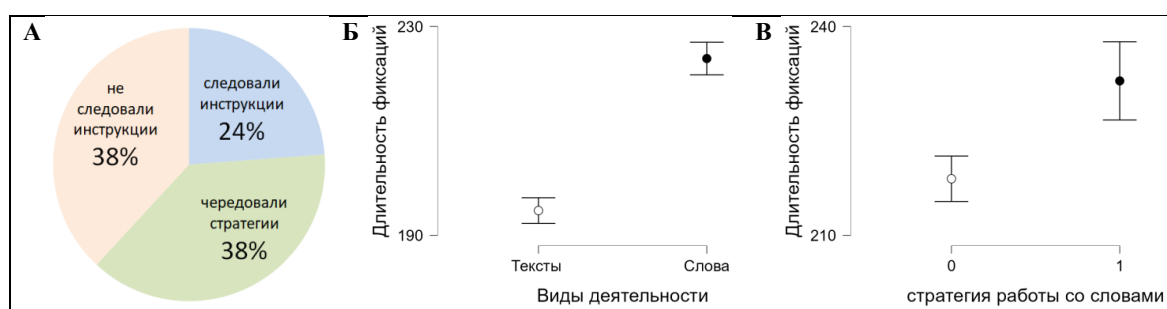 А
не
следовали
инструкции
38%
следовали
инструкции
24%
чередовали
стратегии
38%
Б
Длительность фиксаций
230
190
Тексты
Слова
Виды деятельности
В
Длительность фиксаций
240
210
0
1
стратегия работы со словами